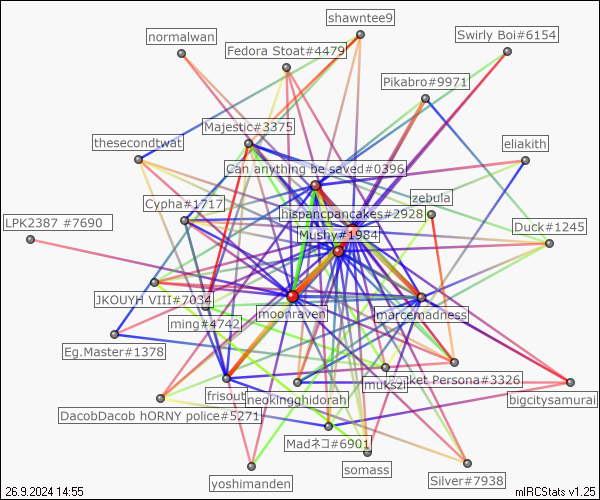 shawntee9
normalwan
Swirly Boi#6154
Fedora Stoat#4479
Pikabro#9971
Majestic#3375
thesecondtwat
eliakith
Can anything be saved#0396
zebula
Cypha#1717
hispancpancakes#2928
LPK2387 #7690
Duck#1245
Mushy#1984
JKOUYH VIII#7034
moonraven
marcemadness
ming#4742
Eg.Master#1378
mukszi
ket Persona#3326
frisout
neokingghidorah
bigcitysamurai
DacobDacob hORNY police#5271
Madネコ#6901
somass
yoshimanden
Silver#7938
26.9.2024 14:55
mIRCStats v1.25